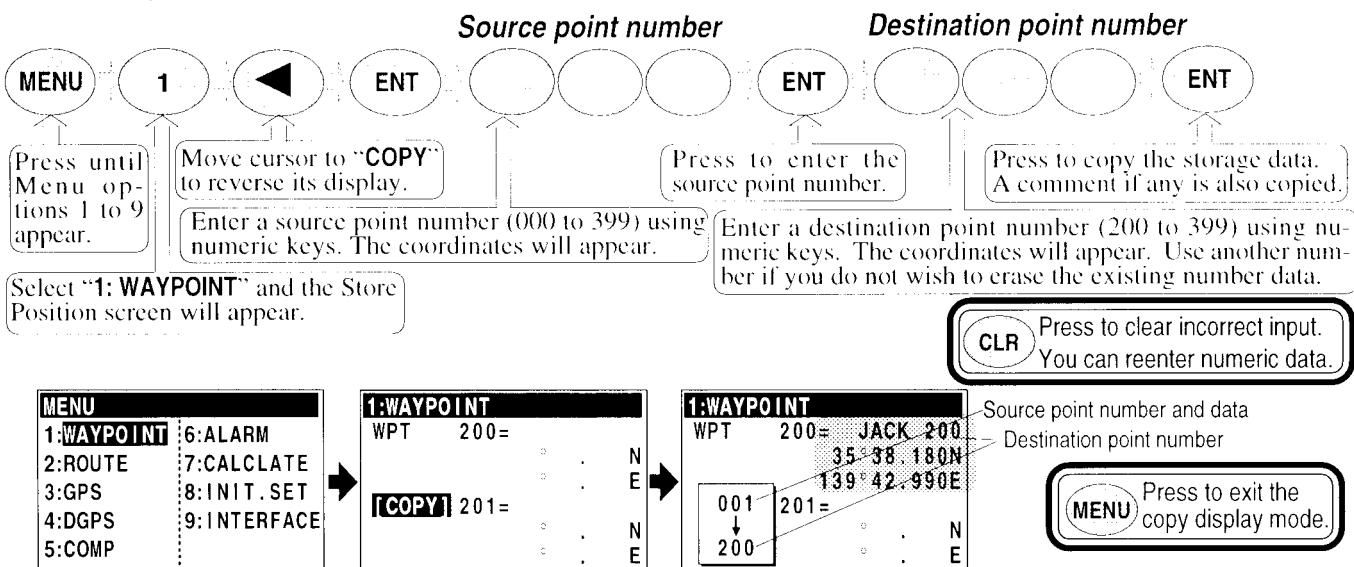 Source point number
Destination point number
MENU
1
ENT
ENT
ENT
Press until
Menu op-
tions 1 to 9
appear.
Move cursor to “COPY”
to reverse its display.
Press to enter the
source point number.
Press to copy the storage data.
A comment if any is also copied.
Enter a source point number (000 to 399) using
numeric keys. The coordinates will appear.
Enter a destination point number (200 to 399) using nu-
meric keys. The coordinates will appear. Use another num-
ber if you do not wish to erase the existing number data.
Select “1: WAYPOINT” and the Store
Position screen will appear.
CLR
Press to clear incorrect input.
You can reenter numeric data.
MENU
1:WAYPOINT
2:ROUTE
3:GPS
4:DGPS
5:COMP
6:ALARM
7:CALCLATE
8:INIT.SET
9:INTERFACE
1:WAYPOINT
WPT 200=
° . N
° . E
[COPY] 201=
° . N
° . E
1:WAYPOINT
WPT 200= JACK 200
35°38.180N
139°42.990E
001
↓
200
201=
° . N
° . E
Source point number and data
Destination point number
MENU
Press to exit the
copy display mode.